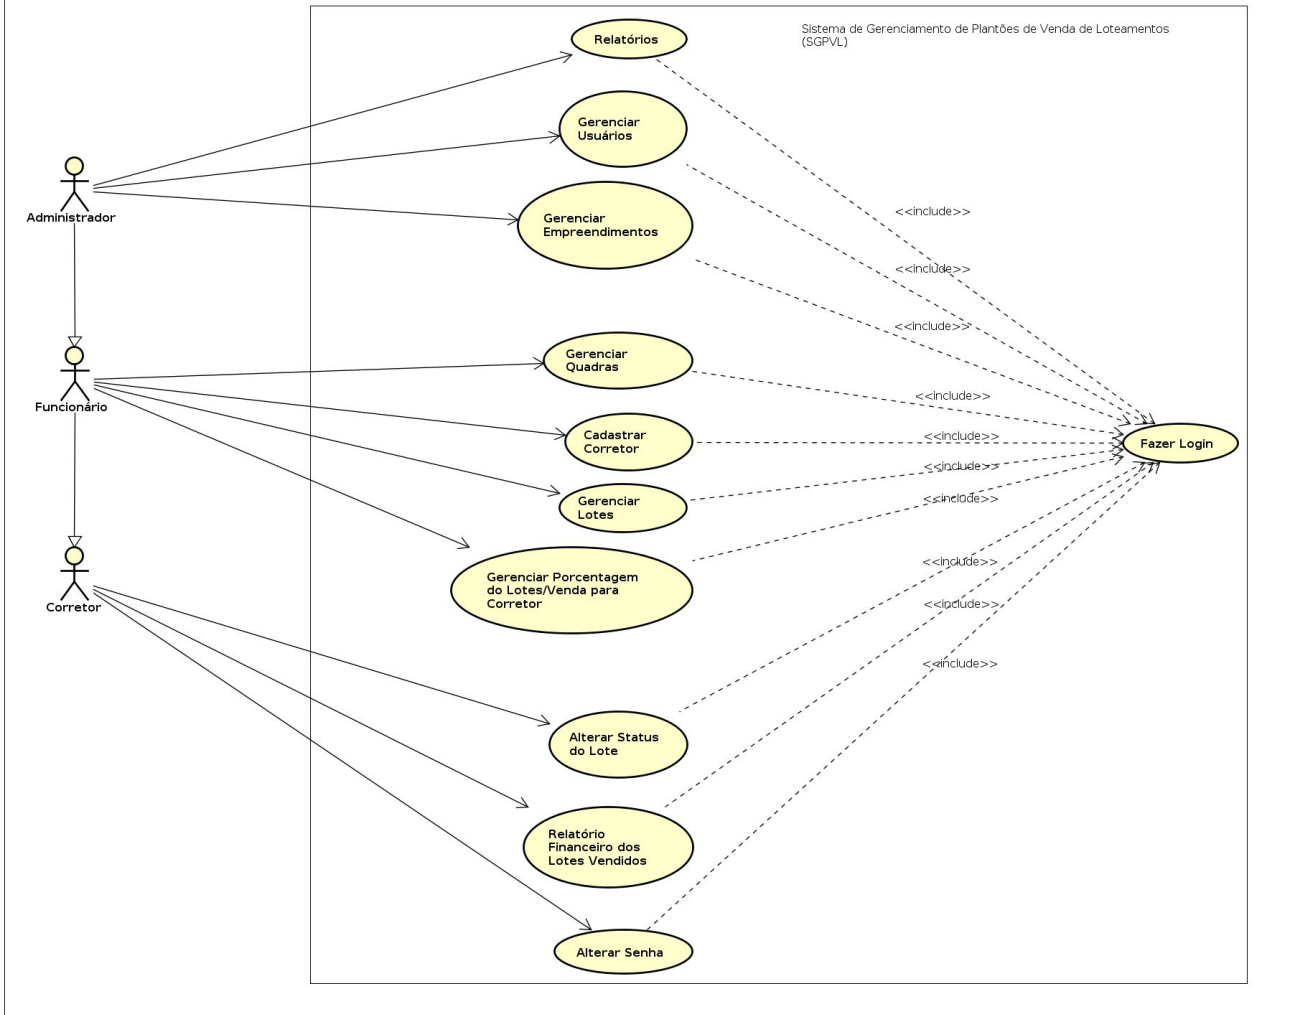 Sistema de Gerenciamento de Plantões de Venda de Loteamentos
(SGPVL)
Relatórios
Gerenciar
Usuários
Gerenciar
Empreendimentos
Administrador
<<include>>
<<include>>
<<include>>
Gerenciar
Quadras
Funcionário
<<include>>
Cadastrar
Corretor
<<include>>
Fazer Login
<<include>>
Gerenciar
Lotes
<<include>>
Gerenciar Porcentagem
do Lotes/Venda para
Corretor
Corretor
<<include>>
<<include>>
<<include>>
Alterar Status
do Lote
Relatório
Financeiro dos
Lotes Vendidos
Alterar Senha